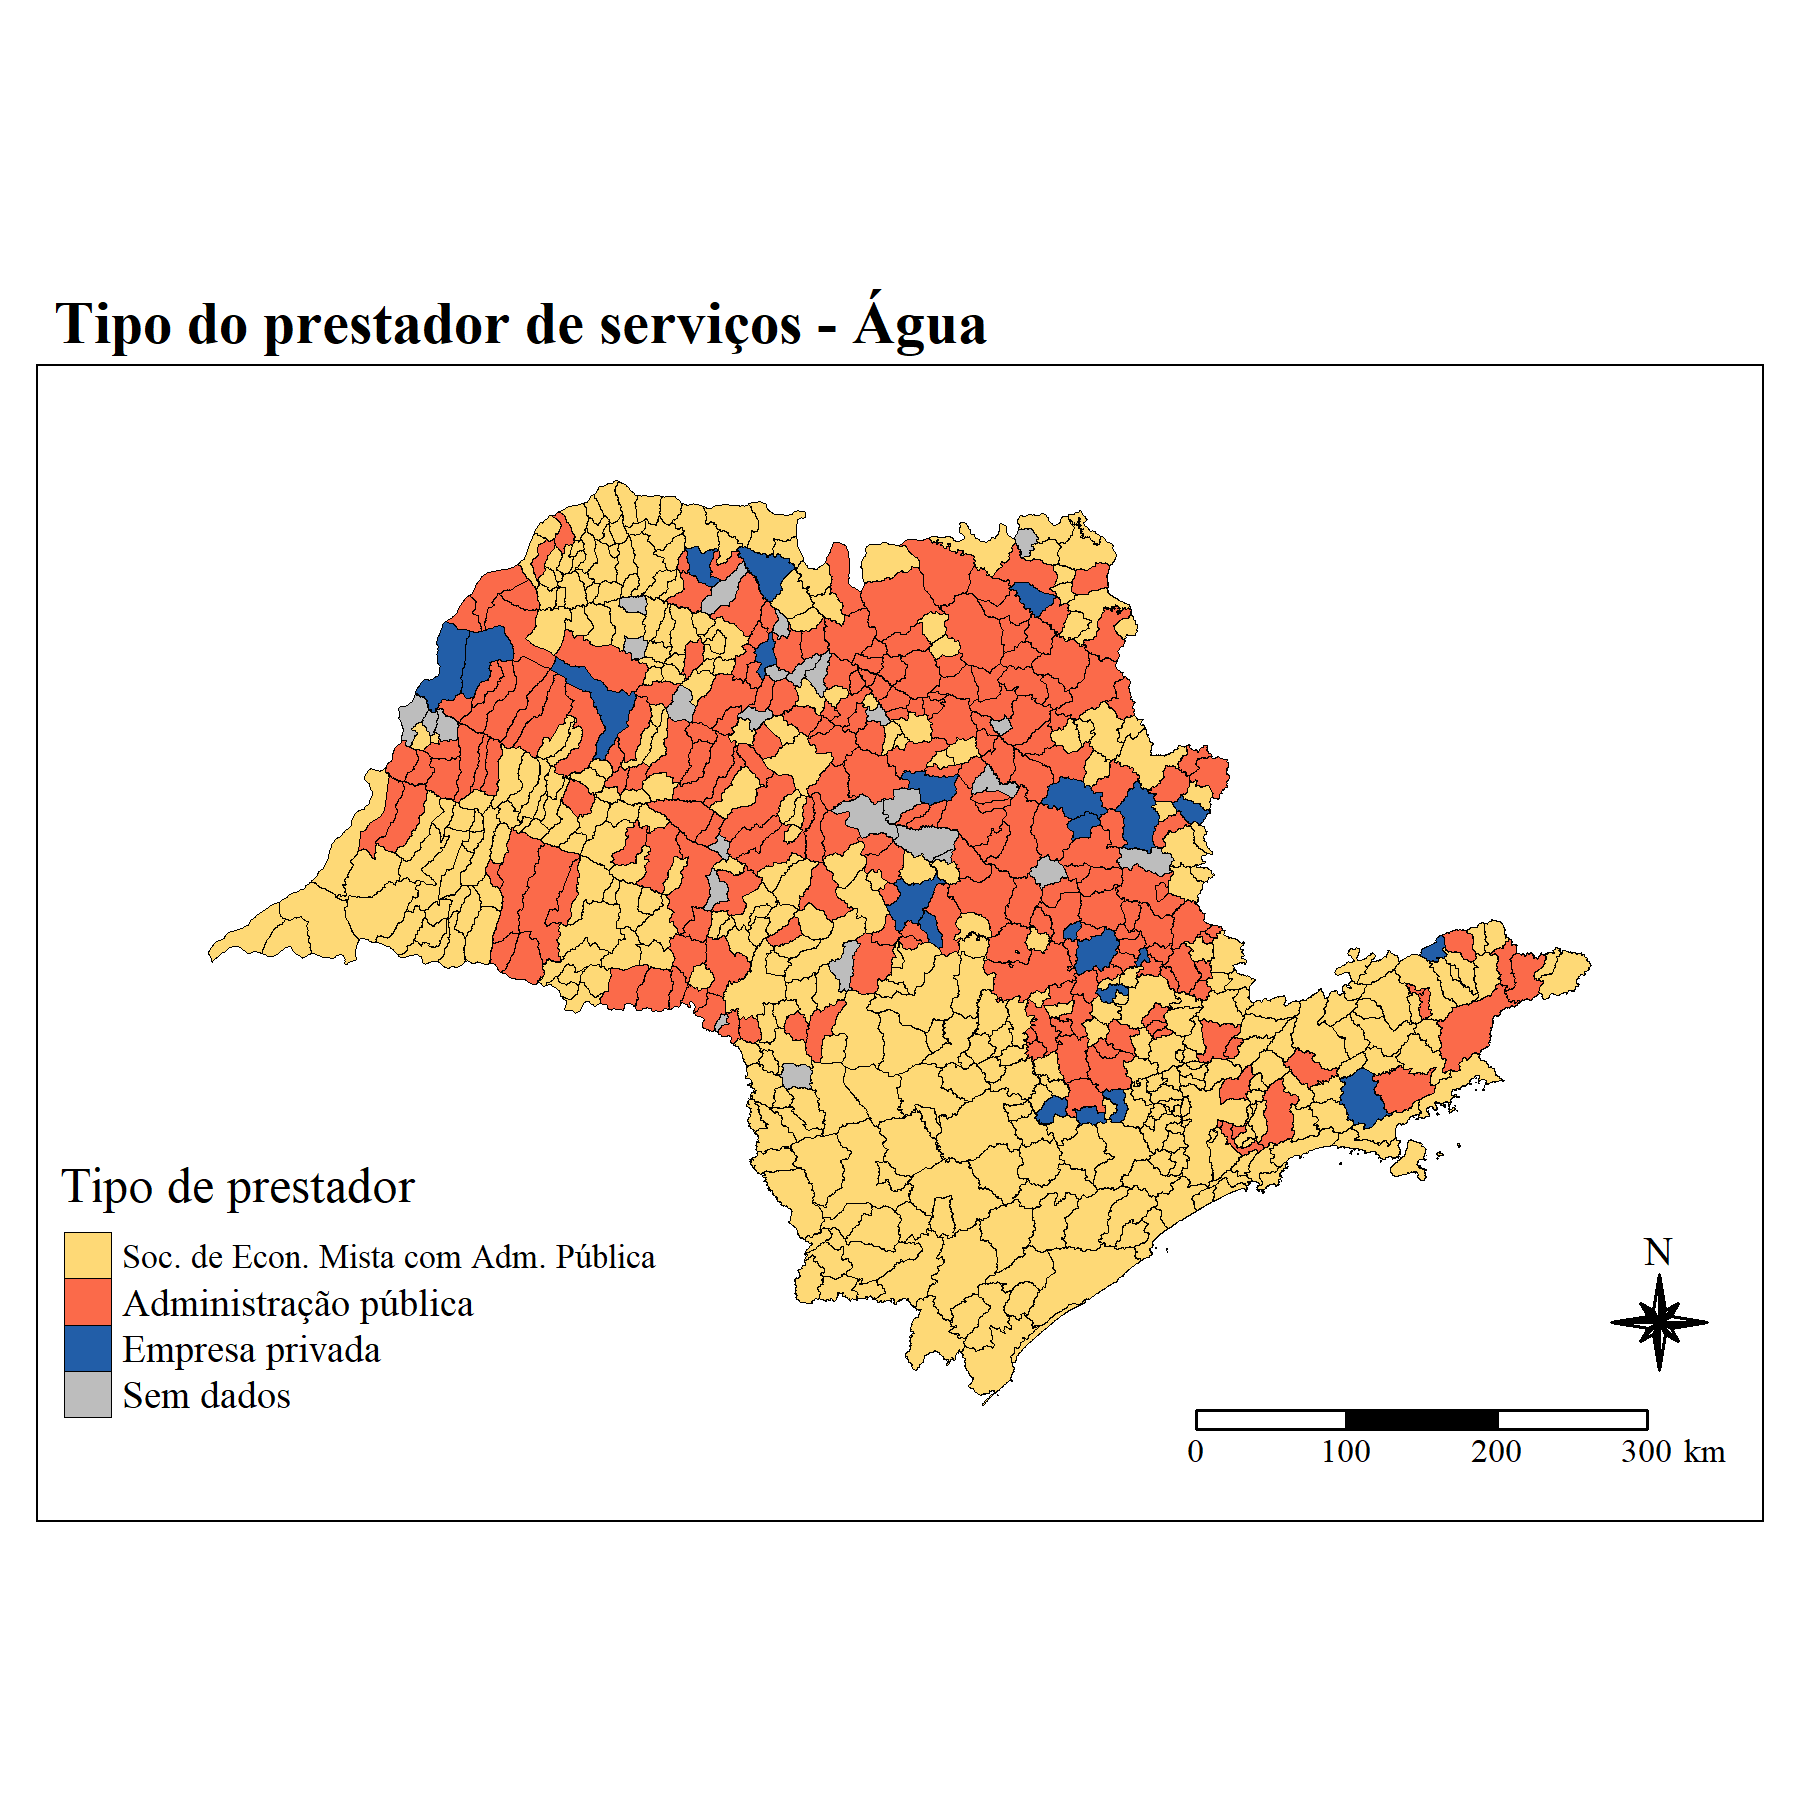 Tipo do prestador de serviços - Água
Tipo de prestador
Soc. de Econ. Mista com Adm. Pública
Administração pública
Empresa privada
Sem dados
N
0 100 200 300 km